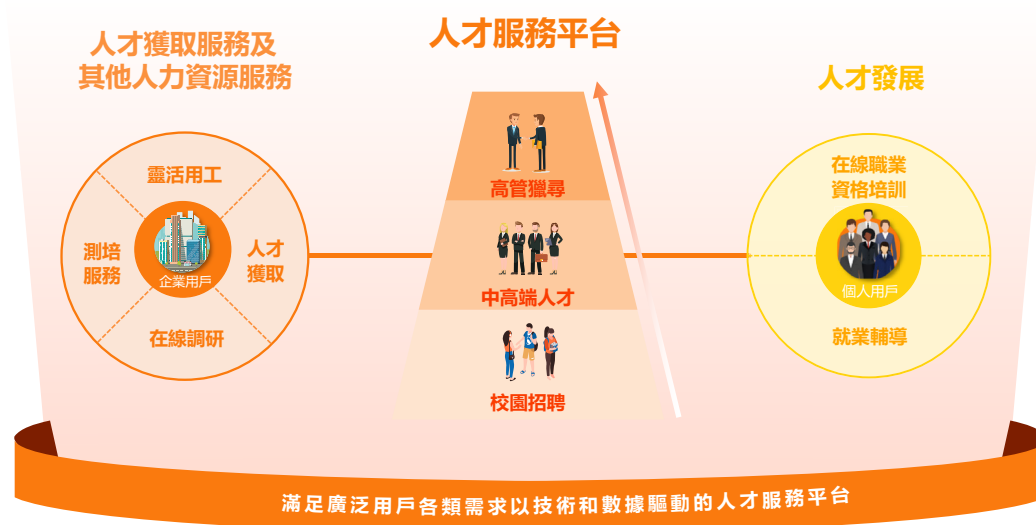 人才服務平台
人才獲取服務及
其他人力資源服務
靈活用工
測培
服務
企業用戶
人才
獲取
在線調研
高管獵尋
中高端人才
校園招聘
人才發展
在線職業
資格培訓
個人用戶
就業輔導
滿足廣泛用戶各類需求以技術和數據驅動的人才服務平台